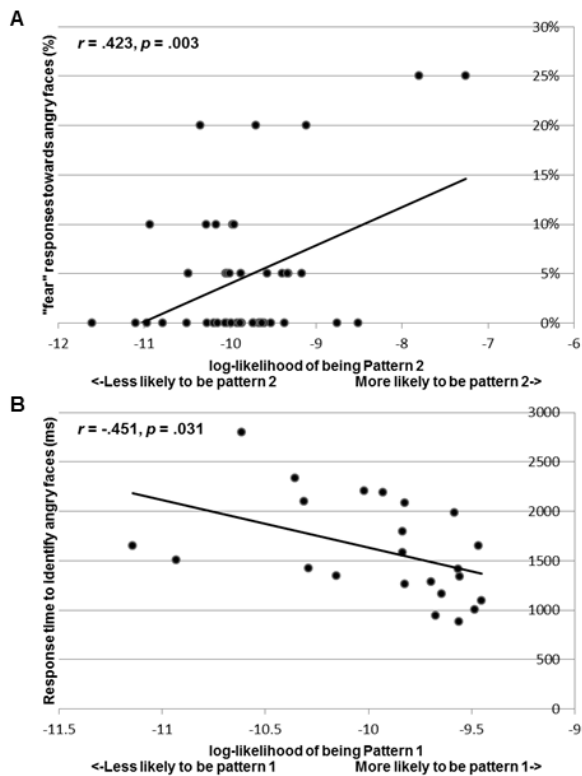 A
r = .423, p = .003
"fear" responses towards angry faces (%)
30%
25%
20%
15%
10%
5%
0%
-12 -11 -10 -9 -8 -7 -6
log-likelihood of being Pattern 2
<-Less likely to be pattern 2 More likely to be pattern 2->
B
r = -.451, p = .031
Response time to identify angry faces (ms)
3000
2500
2000
1500
1000
500
0
-11.5 -11 -10.5 -10 -9.5 -9
log-likelihood of being Pattern 1
<-Less likely to be pattern 1 More likely to be pattern 1->